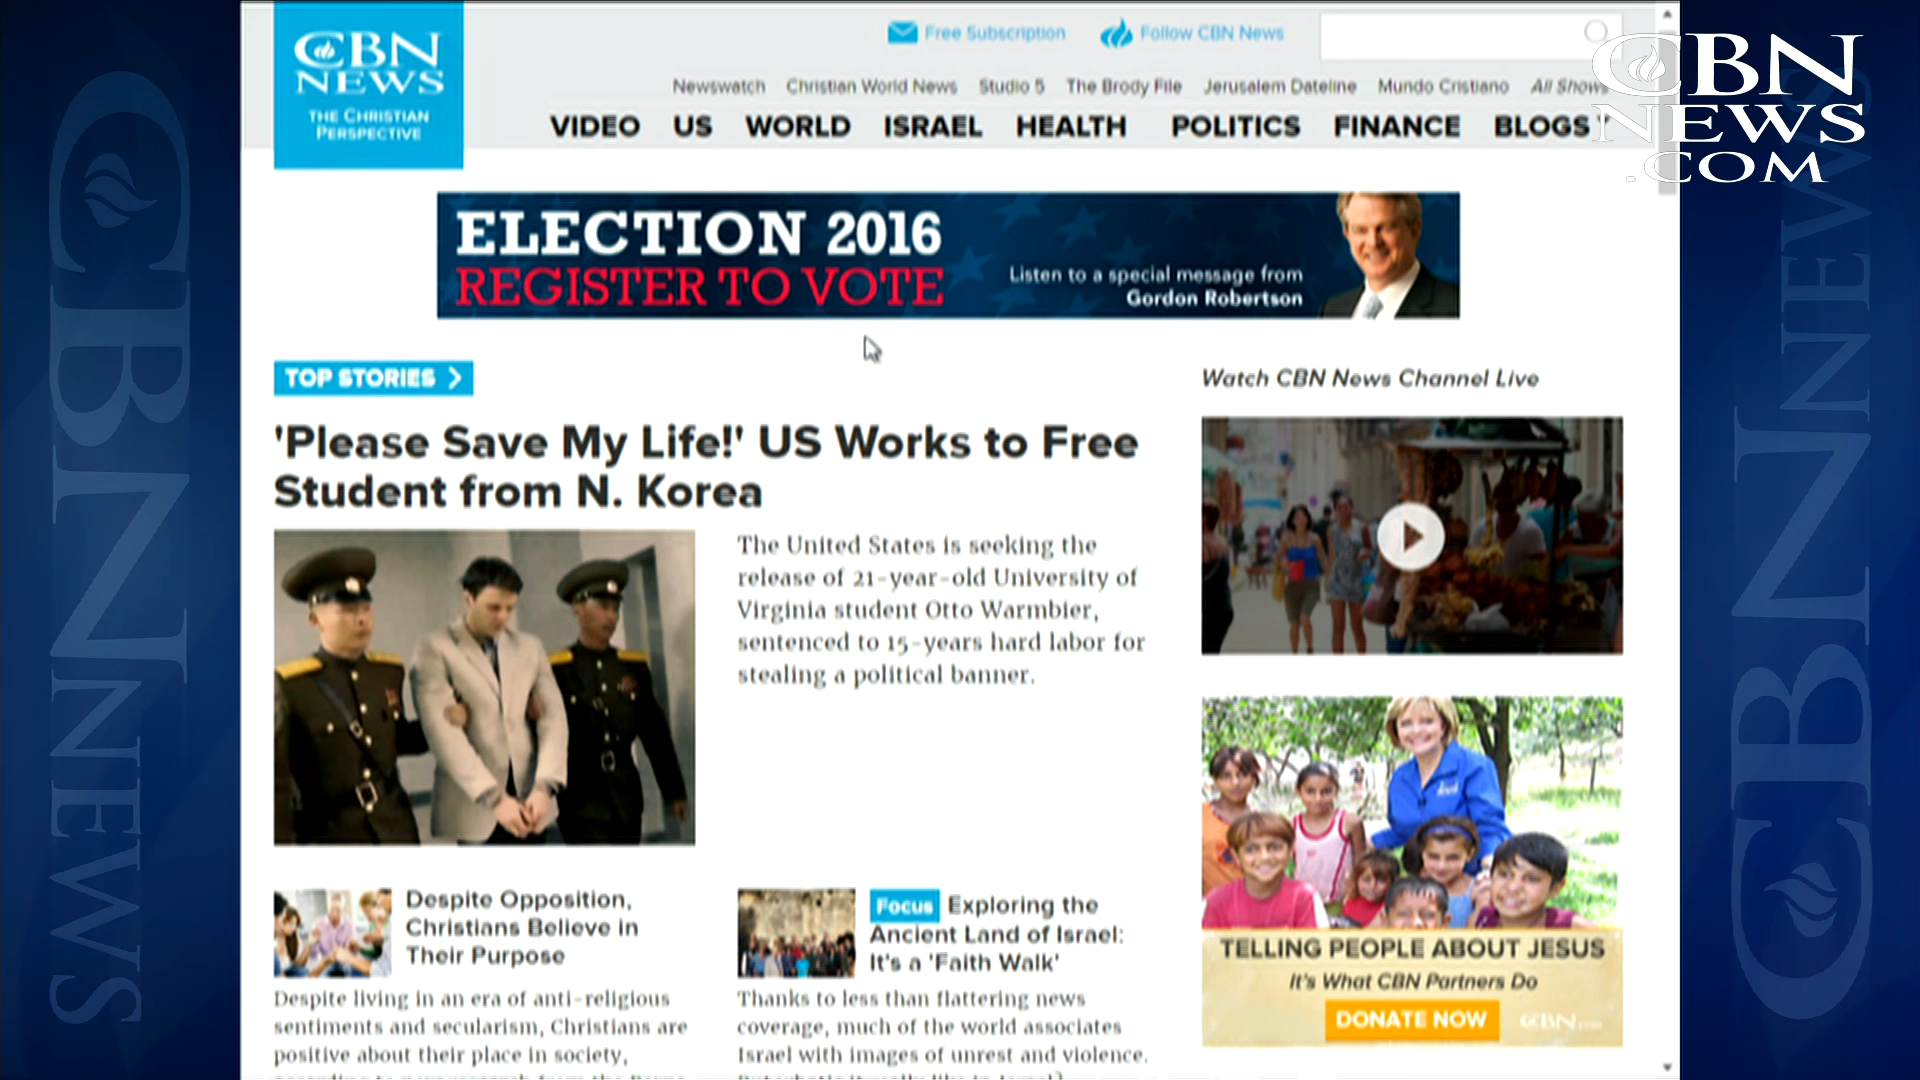 CBN
NEWS
THE CHRISTIAN
PERSPECTIVE
Free Subscription
Follow CBN News
Newswatch Christian World News Studio 5 The Brody File Jerusalem Dateline Mundo Cristiano All Shows
VIDEO US WORLD ISRAEL HEALTH POLITICS FINANCE BLOGS
CBN
NEWS
.COM
ELECTION 2016
REGISTER TO VOTE
Listen to a special message from
Gordon Robertson
TOP STORIES
'Please Save My Life!' US Works to Free
Student from N. Korea
The United States is seeking the
release of 21-year-old University of
Virginia student Otto Warmbier,
sentenced to 15-years hard labor for
stealing a political banner.
Watch CBN News Channel Live
Despite Opposition,
Christians Believe in
Their Purpose
Despite living in an era of anti-religious
sentiments and secularism, Christians are
positive about their place in society,
Focus Exploring the
Ancient Land of Israel:
It's a 'Faith Walk'
Thanks to less than flattering news
coverage, much of the world associates
Israel with images of unrest and violence.
TELLING PEOPLE ABOUT JESUS
It's What CBN Partners Do
DONATE NOW
CBN.com
CBN NEWS
CBN NEWS